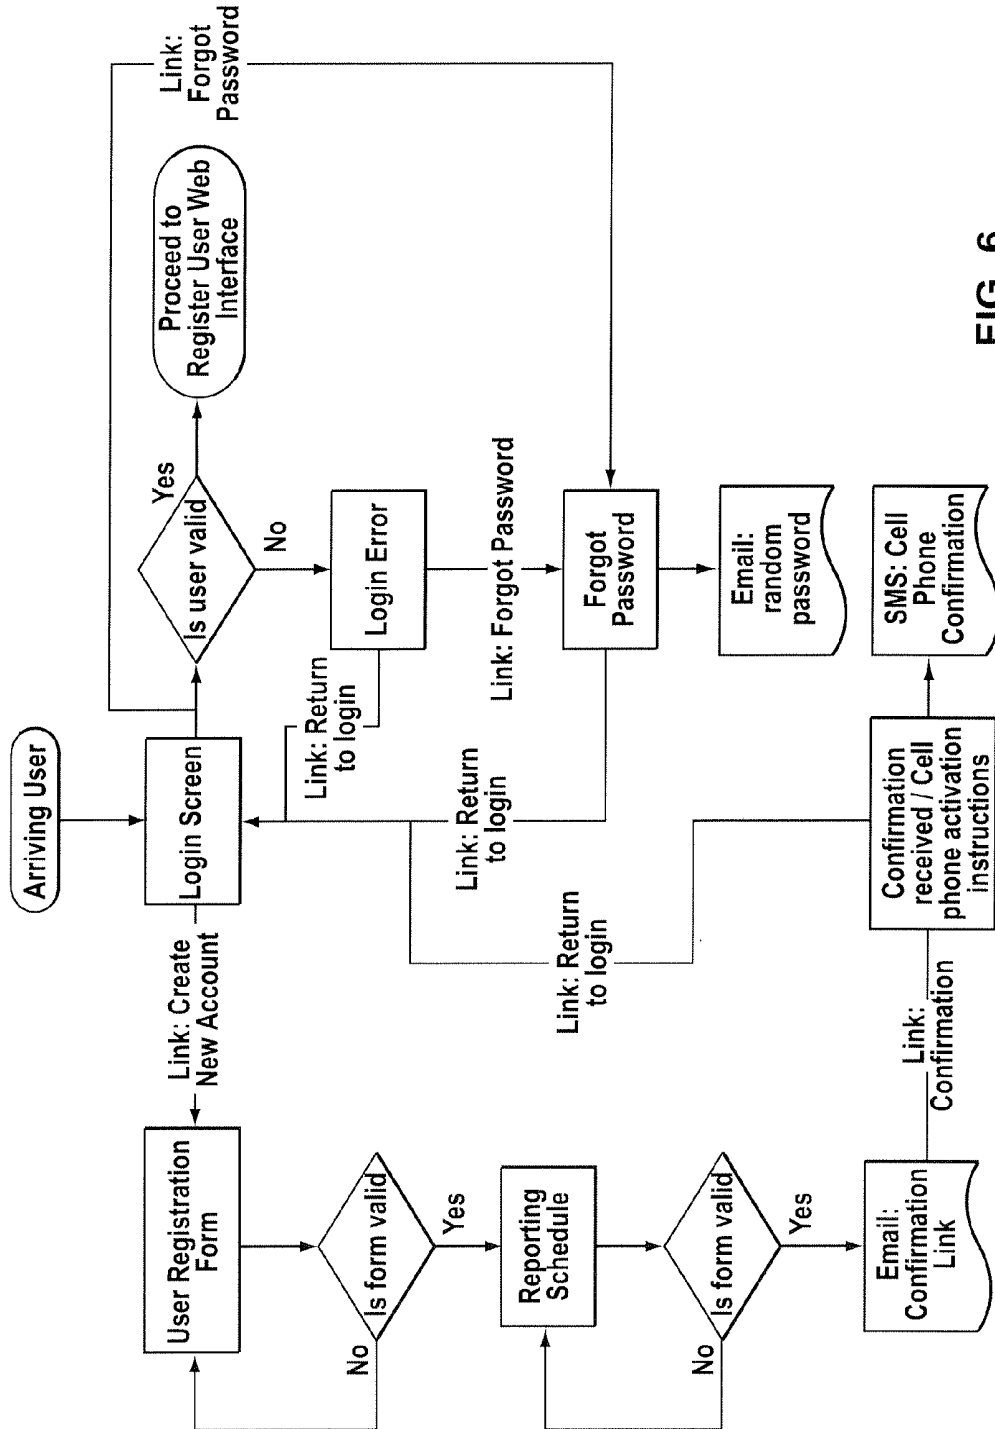 Arriving User
Link: Create
New Account
Login Screen
Is user valid
Yes
Proceed to
Register User Web
Interface
Link:
Forgot
Password
No
User Registration
Form
Link: Return
to login
Login Error
No
Is form valid
Yes
Link: Return
to login
Link: Forgot Password
Reporting
Schedule
Link: Return
to login
Forgot
Password
No
Is form valid
Yes
Email:
random
password
Email:
Confirmation
Link
Link:
Confirmation
Confirmation
received / Cell
phone activation
instructions
SMS: Cell
Phone
Confirmation
FIG. 6